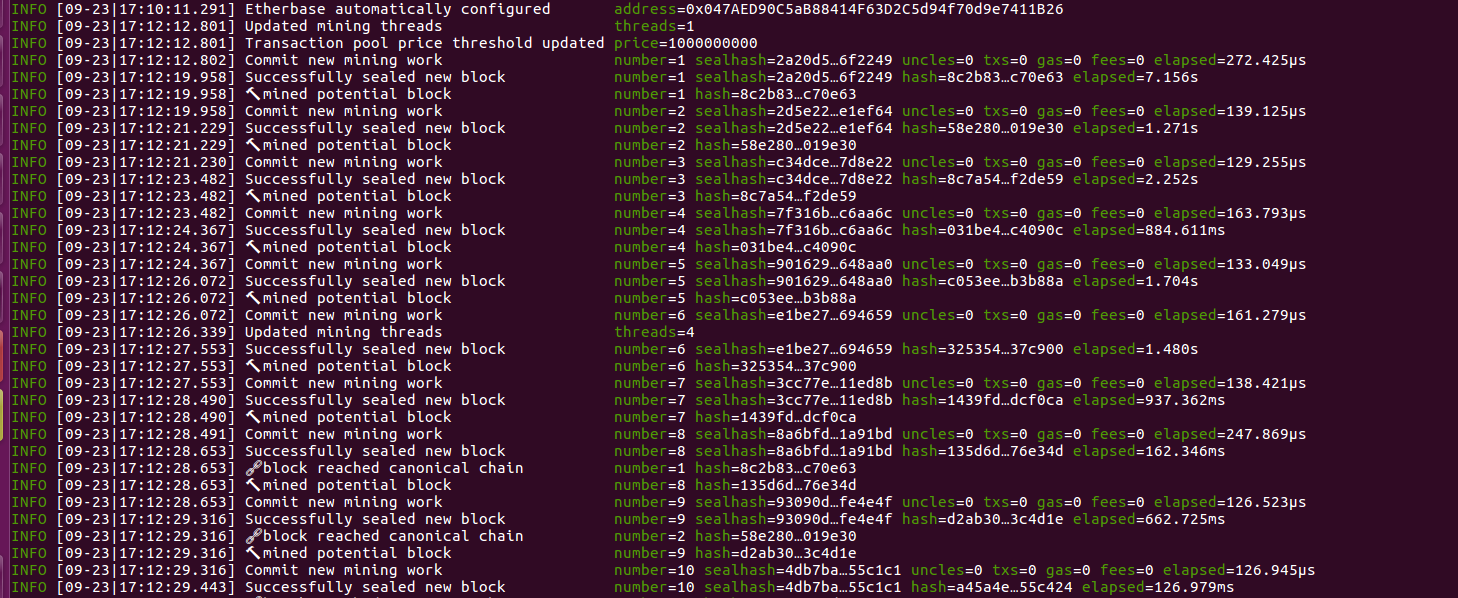 INFO [09-23|17:10:11.291] Etherbase automatically configured address=0x047AED90C5aB88414F63D2C5d94f70d9e7411B26
INFO [09-23|17:12:12.801] Updated mining threads threads=1
INFO [09-23|17:12:12.801] Transaction pool price threshold updated price=1000000000
INFO [09-23|17:12:12.802] Commit new mining work number=1 sealhash=2a20d5…6f2249 uncles=0 txs=0 gas=0 fees=0 elapsed=272.425µs
INFO [09-23|17:12:19.958] Successfully sealed new block number=1 sealhash=2a20d5…6f2249 hash=8c2b83…c70e63 elapsed=7.156s
INFO [09-23|17:12:19.958] 🔨mined potential block number=1 hash=8c2b83…c70e63
INFO [09-23|17:12:19.958] Commit new mining work number=2 sealhash=2d5e22…e1ef64 uncles=0 txs=0 gas=0 fees=0 elapsed=139.125µs
INFO [09-23|17:12:21.229] Successfully sealed new block number=2 sealhash=2d5e22…e1ef64 hash=58e280…019e30 elapsed=1.271s
INFO [09-23|17:12:21.229] 🔨mined potential block number=2 hash=58e280…019e30
INFO [09-23|17:12:21.230] Commit new mining work number=3 sealhash=c34dce…7d8e22 uncles=0 txs=0 gas=0 fees=0 elapsed=129.255µs
INFO [09-23|17:12:23.482] Successfully sealed new block number=3 sealhash=c34dce…7d8e22 hash=8c7a54…f2de59 elapsed=2.252s
INFO [09-23|17:12:23.482] 🔨mined potential block number=3 hash=8c7a54…f2de59
INFO [09-23|17:12:23.482] Commit new mining work number=4 sealhash=7f316b…c6aa6c uncles=0 txs=0 gas=0 fees=0 elapsed=163.793µs
INFO [09-23|17:12:24.367] Successfully sealed new block number=4 sealhash=7f316b…c6aa6c hash=031be4…c4090c elapsed=884.611ms
INFO [09-23|17:12:24.367] 🔨mined potential block number=4 hash=031be4…c4090c
INFO [09-23|17:12:24.367] Commit new mining work number=5 sealhash=901629…648aa0 uncles=0 txs=0 gas=0 fees=0 elapsed=133.049µs
INFO [09-23|17:12:26.072] Successfully sealed new block number=5 sealhash=901629…648aa0 hash=c053ee…b3b88a elapsed=1.704s
INFO [09-23|17:12:26.072] 🔨mined potential block number=5 hash=c053ee…b3b88a
INFO [09-23|17:12:26.072] Commit new mining work number=6 sealhash=e1be27…694659 uncles=0 txs=0 gas=0 fees=0 elapsed=161.279µs
INFO [09-23|17:12:26.339] Updated mining threads threads=4
INFO [09-23|17:12:27.553] Successfully sealed new block number=6 sealhash=e1be27…694659 hash=325354…37c900 elapsed=1.480s
INFO [09-23|17:12:27.553] 🔨mined potential block number=6 hash=325354…37c900
INFO [09-23|17:12:27.553] Commit new mining work number=7 sealhash=3cc77e…11ed8b uncles=0 txs=0 gas=0 fees=0 elapsed=138.421µs
INFO [09-23|17:12:28.490] Successfully sealed new block number=7 sealhash=3cc77e…11ed8b hash=1439fd…dcf0ca elapsed=937.362ms
INFO [09-23|17:12:28.490] 🔨mined potential block number=7 hash=1439fd…dcf0ca
INFO [09-23|17:12:28.491] Commit new mining work number=8 sealhash=8a6bfd…1a91bd uncles=0 txs=0 gas=0 fees=0 elapsed=247.869µs
INFO [09-23|17:12:28.653] Successfully sealed new block number=8 sealhash=8a6bfd…1a91bd hash=135d6d…76e34d elapsed=162.346ms
INFO [09-23|17:12:28.653] 🔗block reached canonical chain number=1 hash=8c2b83…c70e63
INFO [09-23|17:12:28.653] 🔨mined potential block number=8 hash=135d6d…76e34d
INFO [09-23|17:12:28.653] Commit new mining work number=9 sealhash=93090d…fe4e4f uncles=0 txs=0 gas=0 fees=0 elapsed=126.523µs
INFO [09-23|17:12:29.316] Successfully sealed new block number=9 sealhash=93090d…fe4e4f hash=d2ab30…3c4d1e elapsed=662.725ms
INFO [09-23|17:12:29.316] 🔗block reached canonical chain number=2 hash=58e280…019e30
INFO [09-23|17:12:29.316] 🔨mined potential block number=9 hash=d2ab30…3c4d1e
INFO [09-23|17:12:29.316] Commit new mining work number=10 sealhash=4db7ba…55c1c1 uncles=0 txs=0 gas=0 fees=0 elapsed=126.945µs
INFO [09-23|17:12:29.443] Successfully sealed new block number=10 sealhash=4db7ba…55c1c1 hash=a45a4e…55c424 elapsed=126.979ms